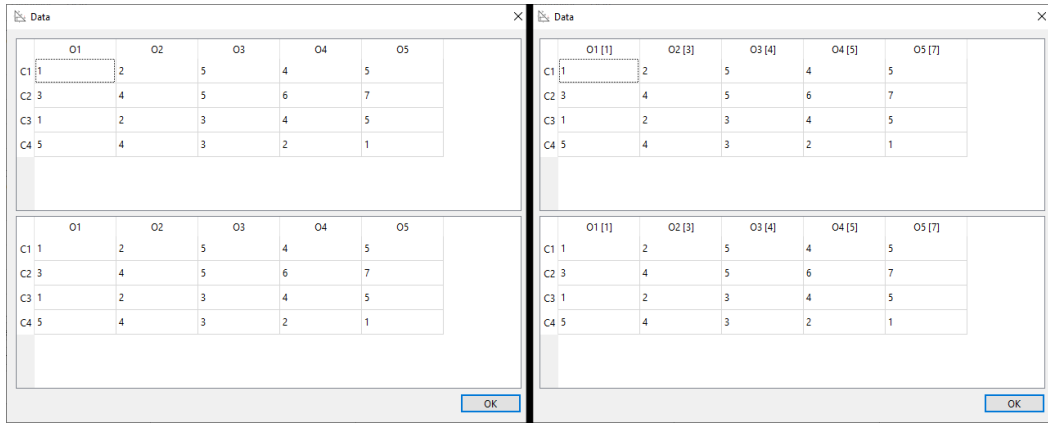 Data
O1 O2 O3 O4 O5
C1 1 2 5 4 5
C2 3 4 5 6 7
C3 1 2 3 4 5
C4 5 4 3 2 1
O1 O2 O3 O4 O5
C1 1 2 5 4 5
C2 3 4 5 6 7
C3 1 2 3 4 5
C4 5 4 3 2 1
OK
Data
O1 [1] O2 [3] O3 [4] O4 [5] O5 [7]
C1 1 2 5 4 5
C2 3 4 5 6 7
C3 1 2 3 4 5
C4 5 4 3 2 1
O1 [1] O2 [3] O3 [4] O4 [5] O5 [7]
C1 1 2 5 4 5
C2 3 4 5 6 7
C3 1 2 3 4 5
C4 5 4 3 2 1
OK